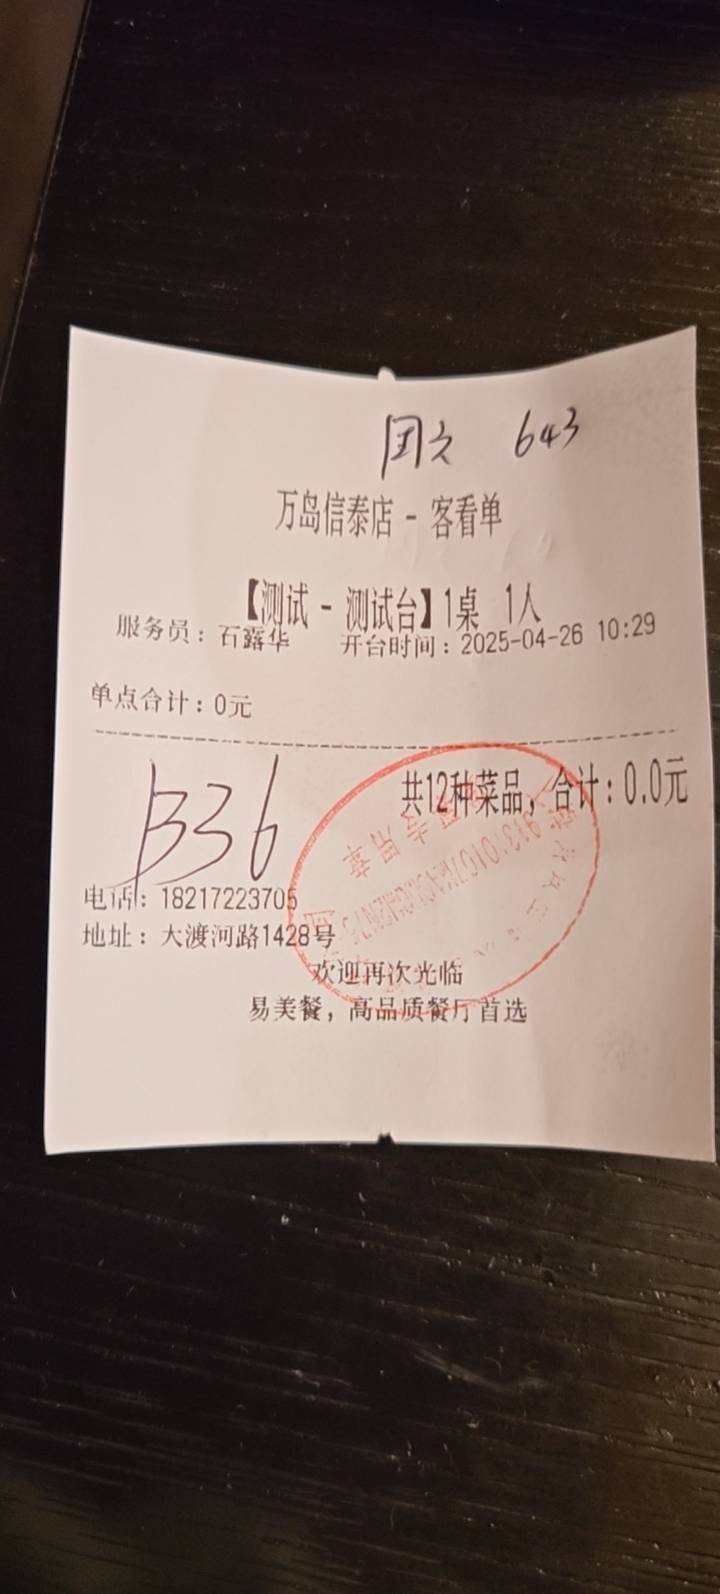 643
万岛信泰店 - 客看单
【测试 - 测试台】1桌 1人
服务员：石露华 开台时间：2025-04-26 10:29
单点合计：0元
共12种菜品，合计：0.0元
B36
电话：18217223705
地址：大渡河路1428号
欢迎再次光临
易美餐，高品质餐厅首选
专用章